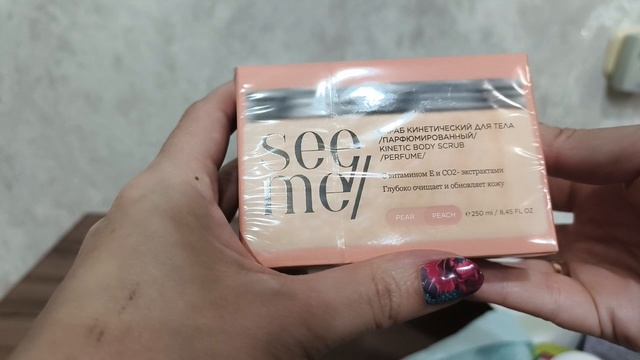 see
me//
СКРАБ КИНЕТИЧЕСКИЙ ДЛЯ ТЕЛА
/ПАРФЮМИРОВАННЫЙ/
KINETIC BODY SCRUB
/PERFUME/
с витамином Е и СО2- экстрактами
Глубоко очищает и обновляет кожу
PEAR PEACH ℮ 250 ml / 8,45 FL OZ